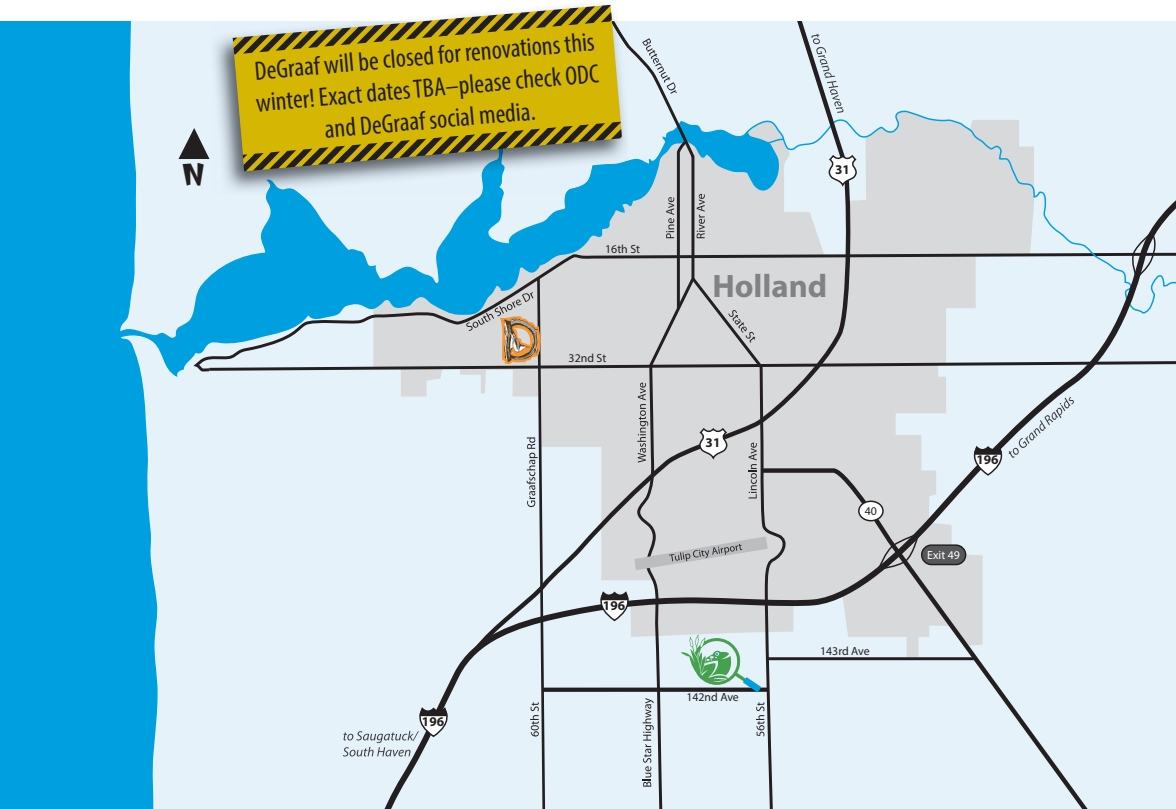 DeGraaf will be closed for renovations this
winter! Exact dates TBA–please check ODC
and DeGraaf social media.
N
Butternut Dr
to Grand Haven
31
Pine Ave
River Ave
16th St
Holland
South Shore Dr
D
State St
32nd St
Washington Ave
Graafschap Rd
31
Lincoln Ave
to Grand Rapids
196
40
Tulip City Airport
Exit 49
196
143rd Ave
142nd Ave
196
to Saugatuck/
South Haven
60th St
Blue Star Highway
56th St